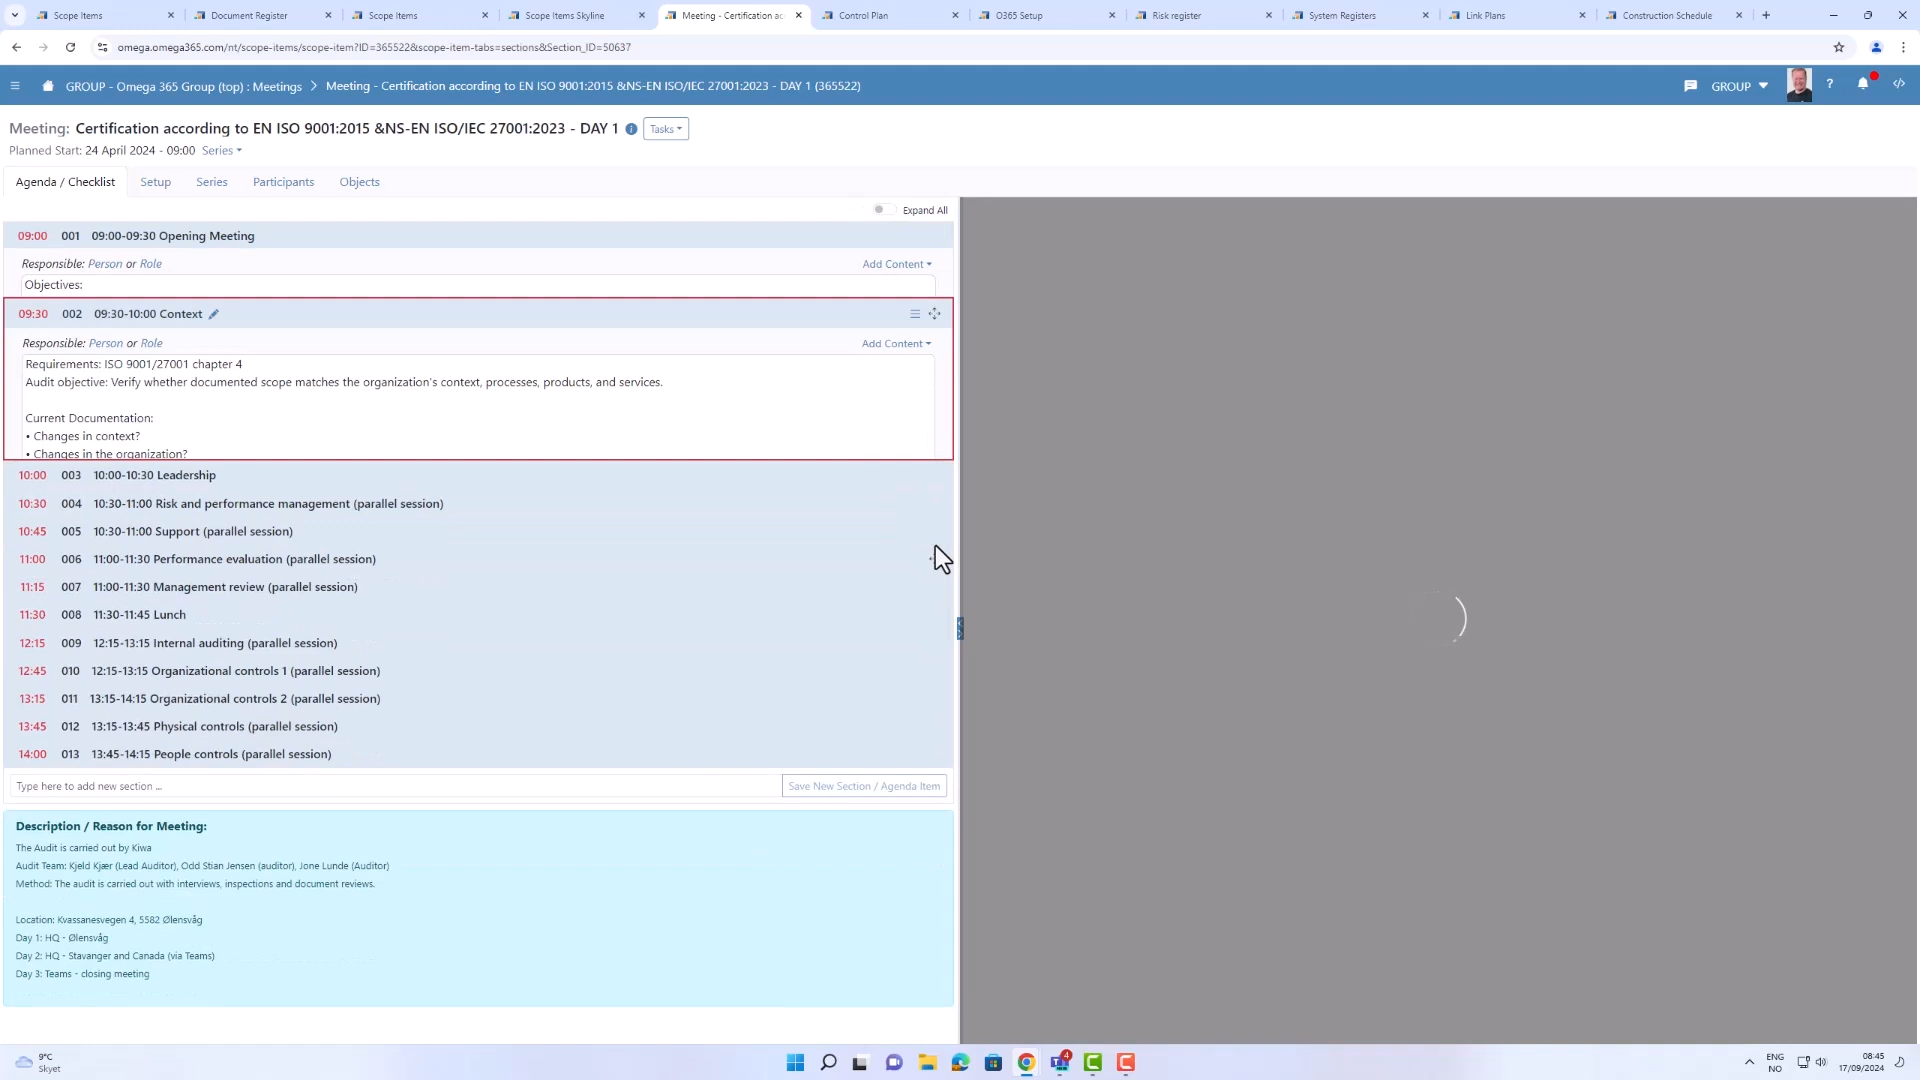 Scope Items
Document Register
Scope Items
Scope Items Skyline
Meeting - Certification ac
Control Plan
O365 Setup
Risk register
System Registers
Link Plans
Construction Schedule
omega.omega365.com/nt/scope-items/scope-item?ID=365522&scope-item-tabs=sections&Section_ID=50637
GROUP - Omega 365 Group (top) : Meetings > Meeting - Certification according to EN ISO 9001:2015 &NS-EN ISO/IEC 27001:2023 - DAY 1 (365522)
GROUP
?
Meeting: Certification according to EN ISO 9001:2015 &NS-EN ISO/IEC 27001:2023 - DAY 1
Tasks
Planned Start: 24 April 2024 - 09:00 Series
Agenda / Checklist
Setup
Series
Participants
Objects
Expand All
09:00 001 09:00-09:30 Opening Meeting
Responsible: Person or Role
Add Content
Objectives:
09:30 002 09:30-10:00 Context
Responsible: Person or Role
Add Content
Requirements: ISO 9001/27001 chapter 4
Audit objective: Verify whether documented scope matches the organization's context, processes, products, and services.
Current Documentation:
• Changes in context?
• Changes in the organization?
10:00 003 10:00-10:30 Leadership
10:30 004 10:30-11:00 Risk and performance management (parallel session)
10:45 005 10:30-11:00 Support (parallel session)
11:00 006 11:00-11:30 Performance evaluation (parallel session)
11:15 007 11:00-11:30 Management review (parallel session)
11:30 008 11:30-11:45 Lunch
12:15 009 12:15-13:15 Internal auditing (parallel session)
12:45 010 12:15-13:15 Organizational controls 1 (parallel session)
13:15 011 13:15-14:15 Organizational controls 2 (parallel session)
13:45 012 13:15-13:45 Physical controls (parallel session)
14:00 013 13:45-14:15 People controls (parallel session)
Type here to add new section ...
Save New Section / Agenda Item
Description / Reason for Meeting:
The Audit is carried out by Kiwa
Audit Team: Kjeld Kjær (Lead Auditor), Odd Stian Jensen (auditor), Jone Lunde (Auditor)
Method: The audit is carried out with interviews, inspections and document reviews.
Location: Kvassanesvegen 4, 5582 Ølensvåg
Day 1: HQ - Ølensvåg
Day 2: HQ - Stavanger and Canada (via Teams)
Day 3: Teams - closing meeting
9°C
Skyet
4
ENG
NO
08:45
17/09/2024